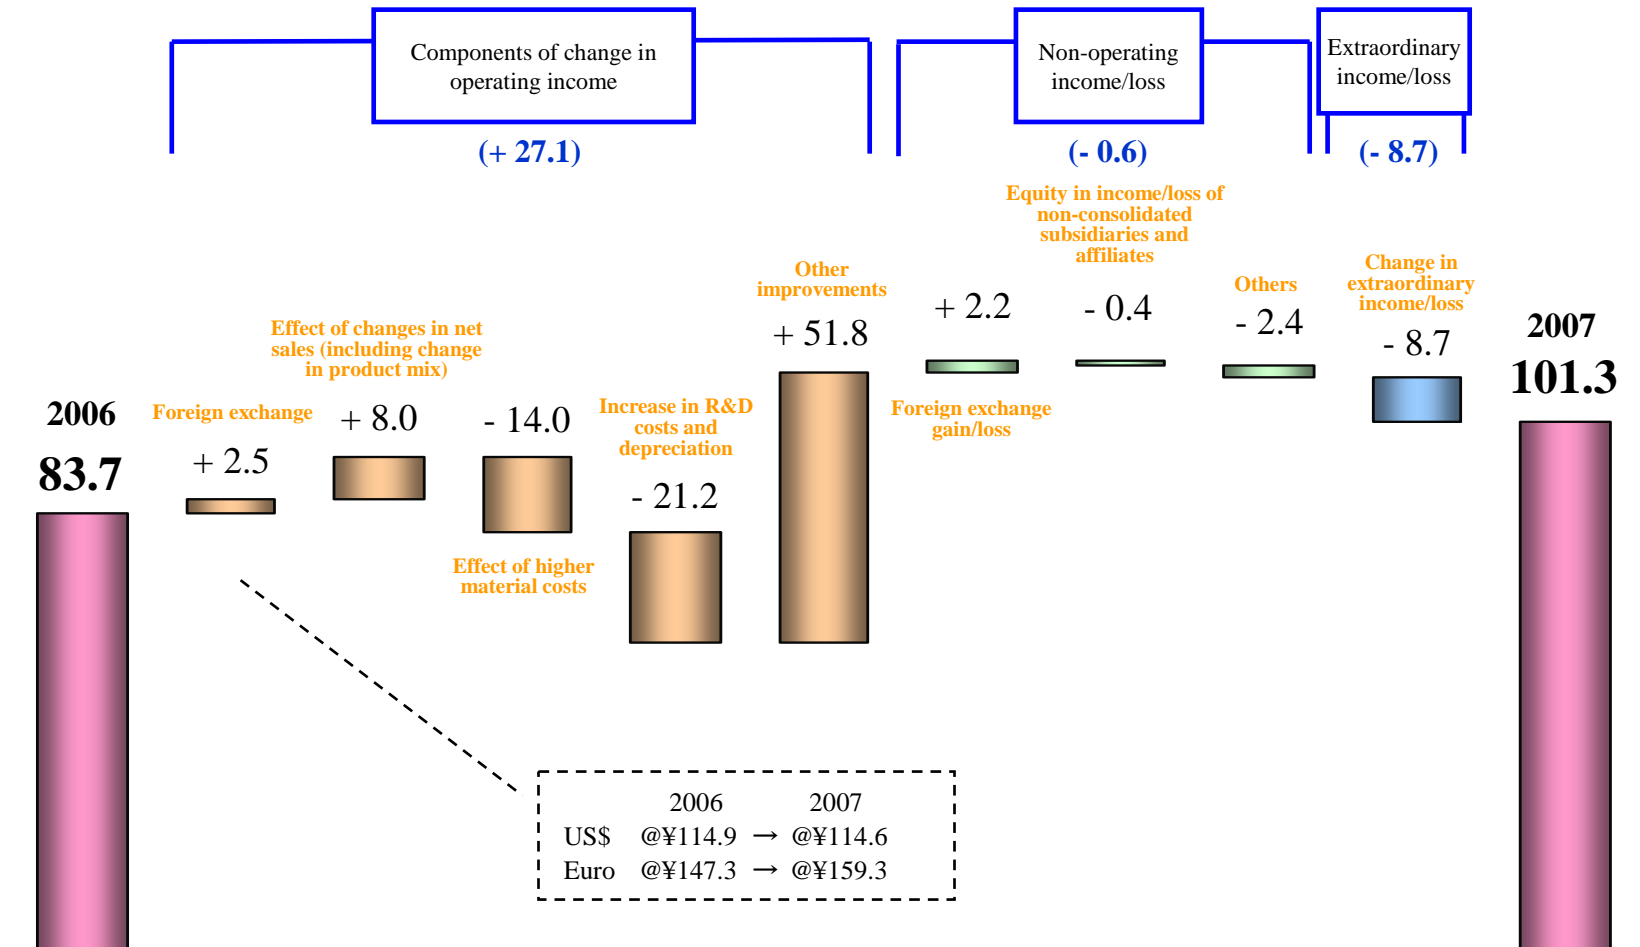 Components of change in
operating income
(+ 27.1)
Non-operating
income/loss
(- 0.6)
Extraordinary
income/loss
(- 8.7)
2006
83.7
Foreign exchange
+ 2.5
Effect of changes in net
sales (including change
in product mix)
+ 8.0
- 14.0
Effect of higher
material costs
Increase in R&D
costs and
depreciation
- 21.2
Other
improvements
+ 51.8
+ 2.2
Foreign exchange
gain/loss
Equity in income/loss of
non-consolidated
subsidiaries and
affiliates
- 0.4
Others
- 2.4
Change in
extraordinary
income/loss
- 8.7
2007
101.3
2006 2007
US$ @¥114.9 → @¥114.6
Euro @¥147.3 → @¥159.3